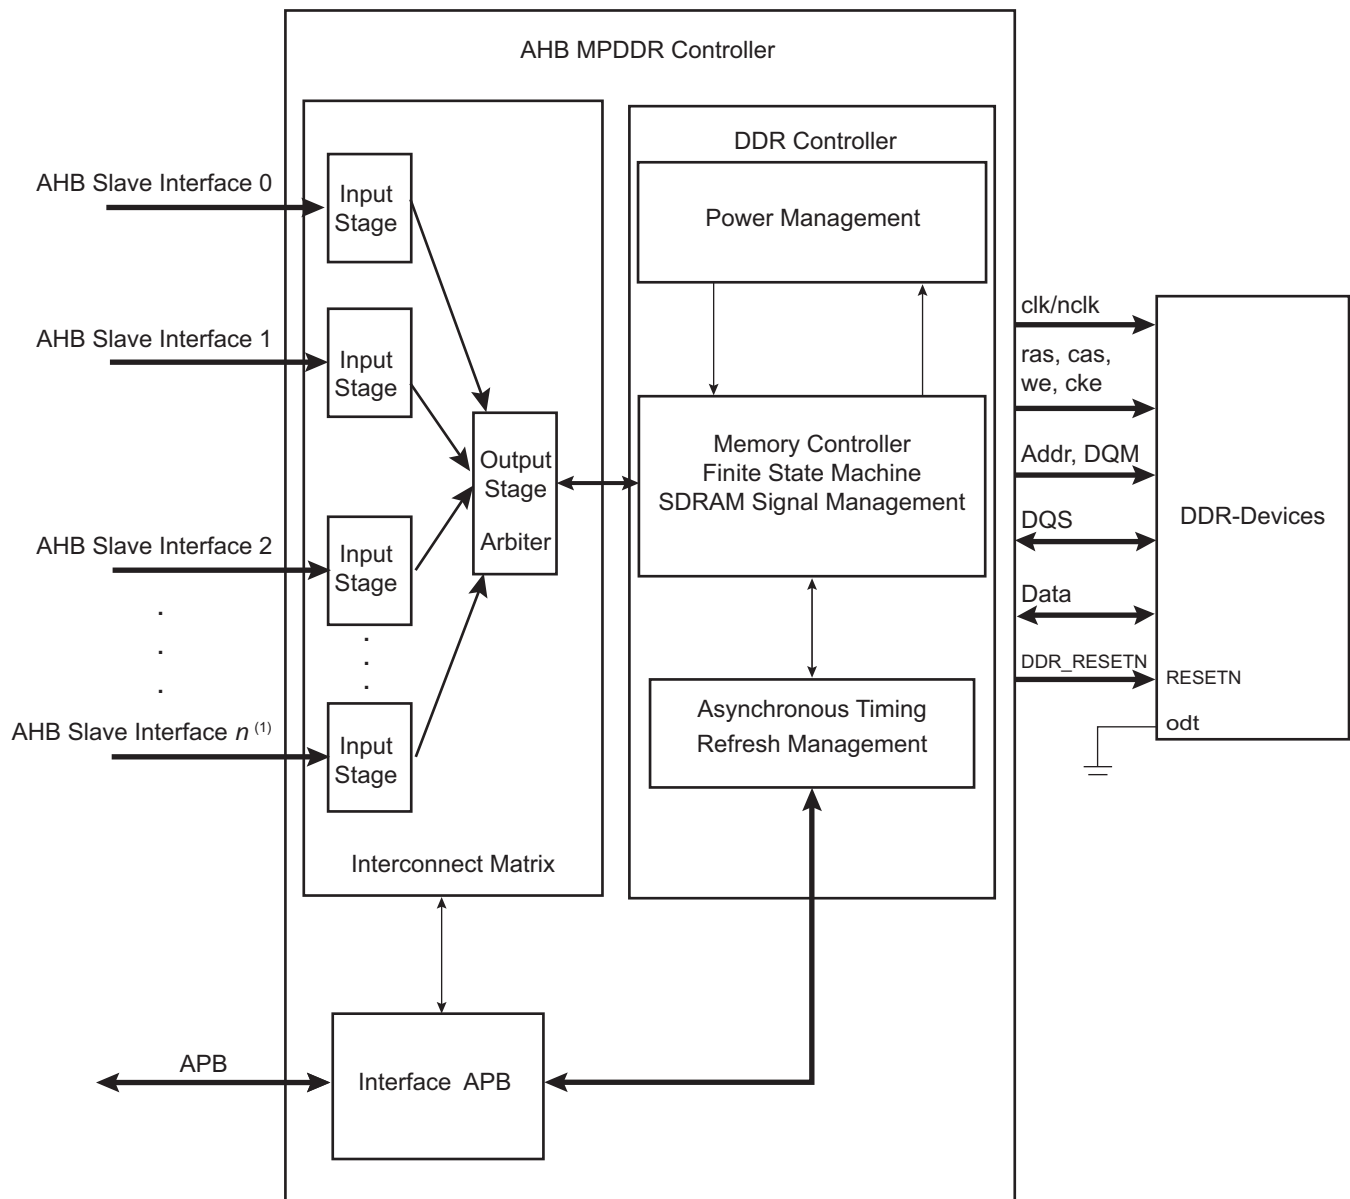 AHB MPDDR Controller
DDR Controller
AHB Slave Interface 0
Input
Stage
Power Management
AHB Slave Interface 1
Input
Stage
clk/nclk
ras, cas,
we, cke
Output
Stage
Arbiter
Memory Controller
Finite State Machine
SDRAM Signal Management
Addr, DQM
DQS
DDR-Devices
AHB Slave Interface 2
Input
Stage
.
.
.
.
.
.
Data
DDR_RESETN
RESETN
odt
AHB Slave Interface n (1)
Input
Stage
Asynchronous Timing
Refresh Management
Interconnect Matrix
APB
Interface APB